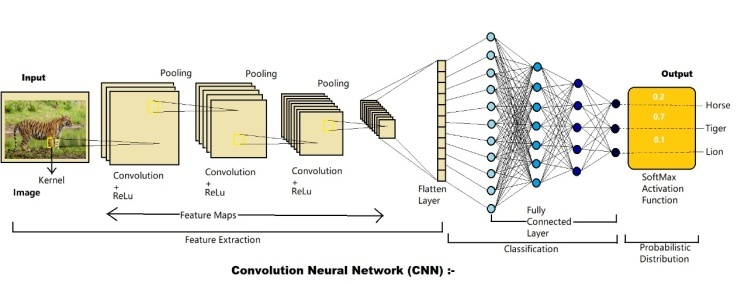 Input
Pooling
Pooling
Pooling
Output
0.2
Horse
0.7
Tiger
0.1
Lion
Kernel
Image
Convolution
+
ReLu
Convolution
+
ReLu
Convolution
+
ReLu
Flatten
Layer
SoftMax
Activation
Function
Feature Maps
Fully
Connected
Layer
Feature Extraction
Classification
Probabilistic
Distribution
Convolution Neural Network (CNN) :-